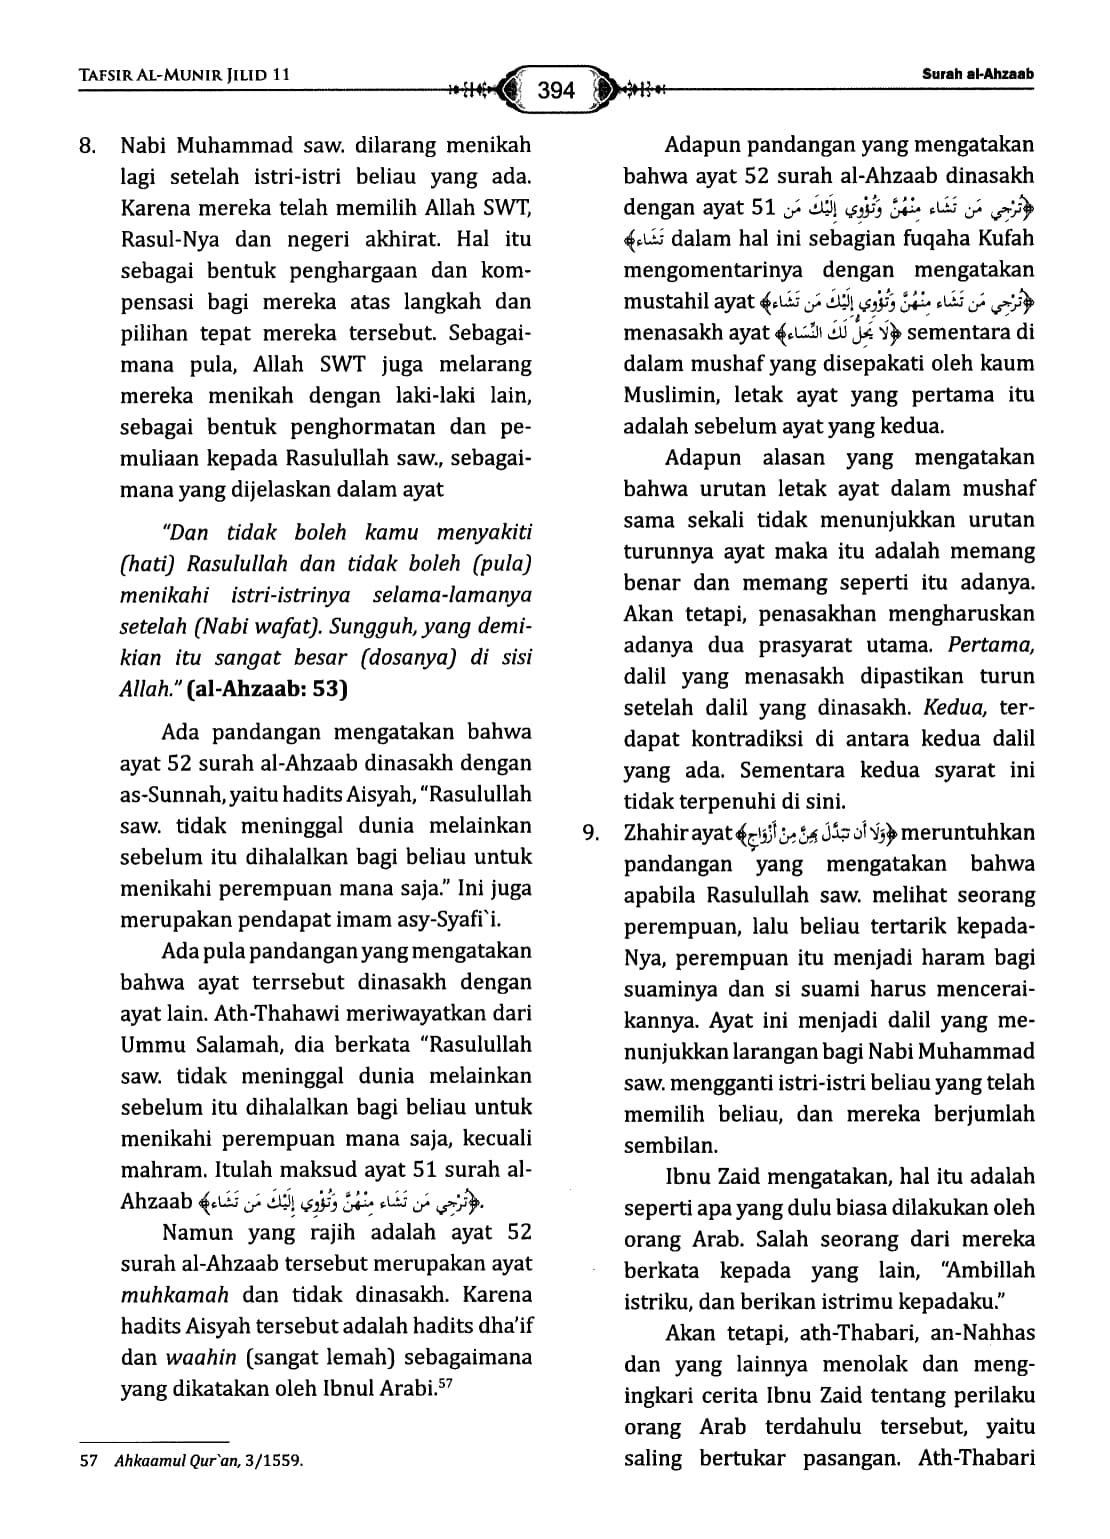 TAFSIR AL-MUNIR JILID 11
394
Surah al-Ahzaab
8. Nabi Muhammad saw. dilarang menikah
lagi setelah istri-istri beliau yang ada.
Karena mereka telah memilih Allah SWT,
Rasul-Nya dan negeri akhirat. Hal itu
sebagai bentuk penghargaan dan kom-
pensasi bagi mereka atas langkah dan
pilihan tepat mereka tersebut. Sebagai-
mana pula, Allah SWT juga melarang
mereka menikah dengan laki-laki lain,
sebagai bentuk penghormatan dan pe-
muliaan kepada Rasulullah saw., sebagai-
mana yang dijelaskan dalam ayat
“Dan tidak boleh kamu menyakiti
(hati) Rasulullah dan tidak boleh (pula)
menikahi istri-istrinya selama-lamanya
setelah (Nabi wafat). Sungguh, yang demi-
kian itu sangat besar (dosanya) di sisi
Allah.” (al-Ahzaab: 53)
Ada pandangan mengatakan bahwa
ayat 52 surah al-Ahzaab dinasakh dengan
as-Sunnah, yaitu hadits Aisyah, “Rasulullah
saw. tidak meninggal dunia melainkan
sebelum itu dihalalkan bagi beliau untuk
menikahi perempuan mana saja.” Ini juga
merupakan pendapat imam asy-Syafi`i.
Ada pula pandangan yang mengatakan
bahwa ayat terrsebut dinasakh dengan
ayat lain. Ath-Thahawi meriwayatkan dari
Ummu Salamah, dia berkata “Rasulullah
saw. tidak meninggal dunia melainkan
sebelum itu dihalalkan bagi beliau untuk
menikahi perempuan mana saja, kecuali
mahram. Itulah maksud ayat 51 surah al-
Ahzaab ﴿تُرْجِي مَن تَشَاء مِنْهُنَّ وَتُؤْوِي إِلَيْكَ مَن تَشَاء﴾.
Namun yang rajih adalah ayat 52
surah al-Ahzaab tersebut merupakan ayat
muhkamah dan tidak dinasakh. Karena
hadits Aisyah tersebut adalah hadits dha’if
dan waahin (sangat lemah) sebagaimana
yang dikatakan oleh Ibnul Arabi.57
57 Ahkaamul Qur`an, 3/1559.
Adapun pandangan yang mengatakan
bahwa ayat 52 surah al-Ahzaab dinasakh
dengan ayat 51 ﴿تُرْجِي مَن تَشَاء مِنْهُنَّ وَتُؤْوِي إِلَيْكَ مَن
تَشَاء﴾ dalam hal ini sebagian fuqaha Kufah
mengomentarinya dengan mengatakan
mustahil ayat ﴿تُرْجِي مَن تَشَاء مِنْهُنَّ وَتُؤْوِي إِلَيْكَ مَن تَشَاء﴾
menasakh ayat ﴿لَا يَحِلُّ لَكَ النِّسَاء﴾ sementara di
dalam mushaf yang disepakati oleh kaum
Muslimin, letak ayat yang pertama itu
adalah sebelum ayat yang kedua.
Adapun alasan yang mengatakan
bahwa urutan letak ayat dalam mushaf
sama sekali tidak menunjukkan urutan
turunnya ayat maka itu adalah memang
benar dan memang seperti itu adanya.
Akan tetapi, penasakhan mengharuskan
adanya dua prasyarat utama. Pertama,
dalil yang menasakh dipastikan turun
setelah dalil yang dinasakh. Kedua, ter-
dapat kontradiksi di antara kedua dalil
yang ada. Sementara kedua syarat ini
tidak terpenuhi di sini.
9. Zhahir ayat ﴿وَلَا أَن تَبَدَّلَ بِهِنَّ مِنْ أَزْوَاجٍ﴾ meruntuhkan
pandangan yang mengatakan bahwa
apabila Rasulullah saw. melihat seorang
perempuan, lalu beliau tertarik kepada-
Nya, perempuan itu menjadi haram bagi
suaminya dan si suami harus mencerai-
kannya. Ayat ini menjadi dalil yang me-
nunjukkan larangan bagi Nabi Muhammad
saw. mengganti istri-istri beliau yang telah
memilih beliau, dan mereka berjumlah
sembilan.
Ibnu Zaid mengatakan, hal itu adalah
seperti apa yang dulu biasa dilakukan oleh
orang Arab. Salah seorang dari mereka
berkata kepada yang lain, “Ambillah
istriku, dan berikan istrimu kepadaku.”
Akan tetapi, ath-Thabari, an-Nahhas
dan yang lainnya menolak dan meng-
ingkari cerita Ibnu Zaid tentang perilaku
orang Arab terdahulu tersebut, yaitu
saling bertukar pasangan. Ath-Thabari